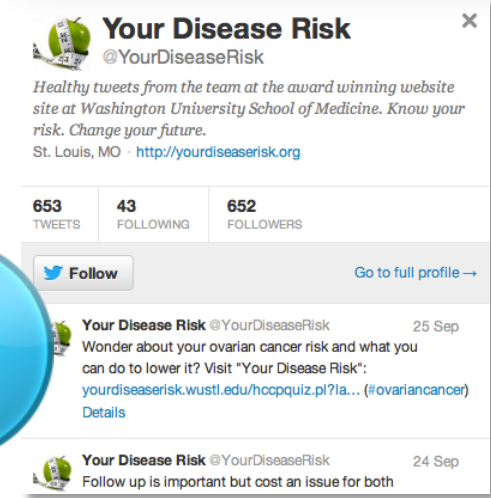 Your Disease Risk
@YourDiseaseRisk
Healthy tweets from the team at the award winning website
site at Washington University School of Medicine. Know your
risk. Change your future.
St. Louis, MO · http://yourdiseaserisk.org
653 43 652
TWEETS FOLLOWING FOLLOWERS
Follow Go to full profile →
Your Disease Risk @YourDiseaseRisk 25 Sep
Wonder about your ovarian cancer risk and what you
can do to lower it? Visit "Your Disease Risk":
yourdiseaserisk.wustl.edu/hccpquiz.pl?la... (#ovariancancer)
Details
Your Disease Risk @YourDiseaseRisk 24 Sep
Follow up is important but cost an issue for both